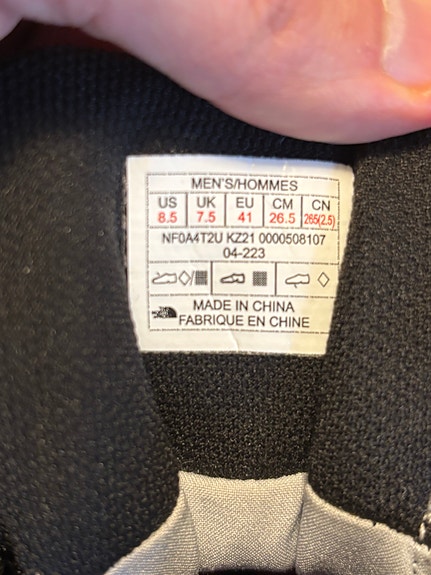 MEN'S/HOMMES
US UK EU CM CN
8.5 7.5 41 26.5 265(2.5)
NF0A4T2U KZ21 0000508107
04-223
MADE IN CHINA
FABRIQUE EN CHINE